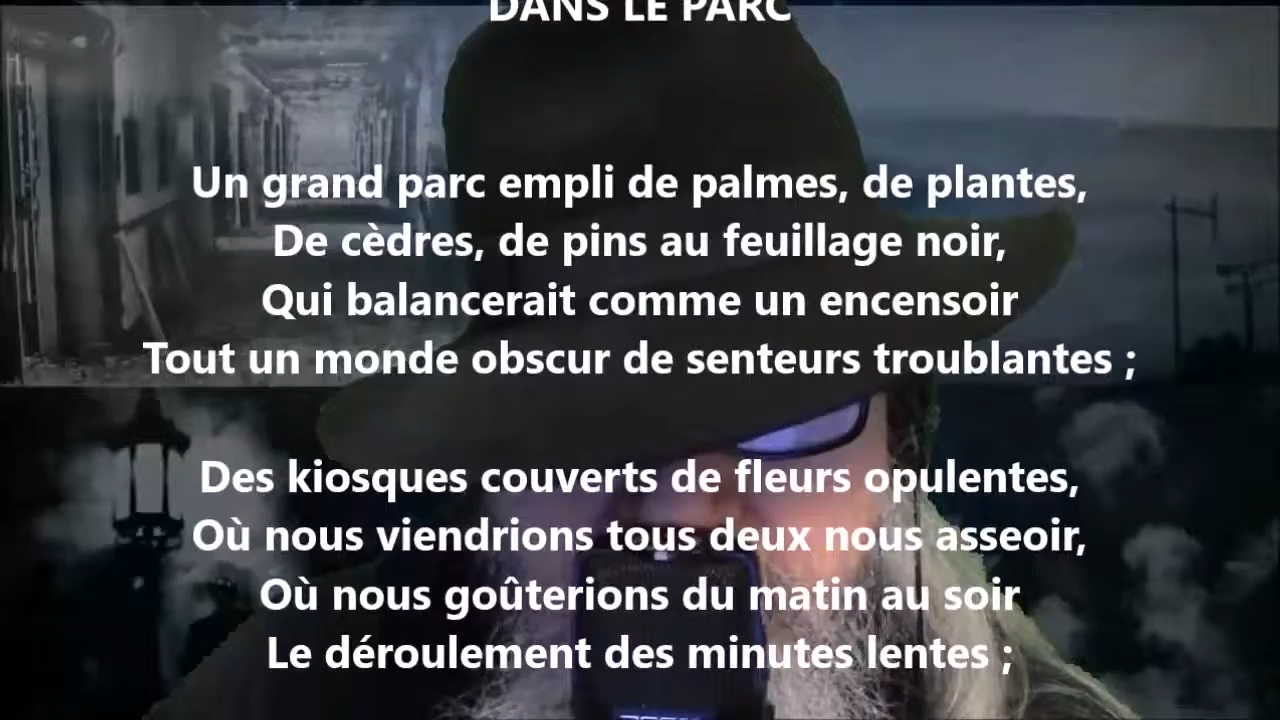 DANS LE PARC
Un grand parc empli de palmes, de plantes,
De cèdres, de pins au feuillage noir,
Qui balancerait comme un encensoir
Tout un monde obscur de senteurs troublantes ;
Des kiosques couverts de fleurs opulentes,
Où nous viendrions tous deux nous asseoir,
Où nous goûterions du matin au soir
Le déroulement des minutes lentes ;